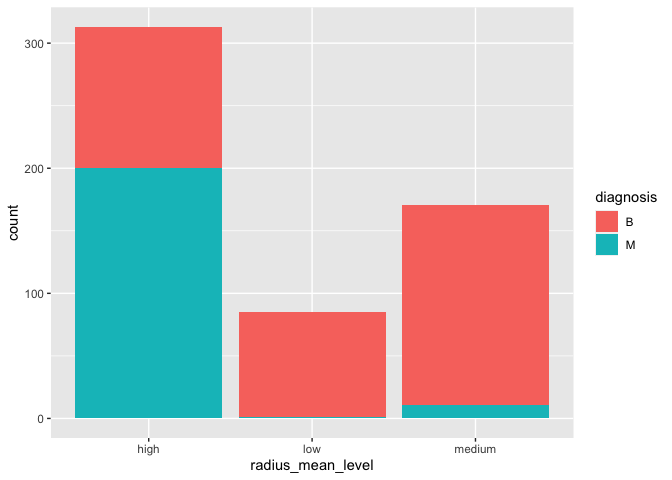 300
200
100
0
count
high low medium
radius_mean_level
diagnosis
B
M